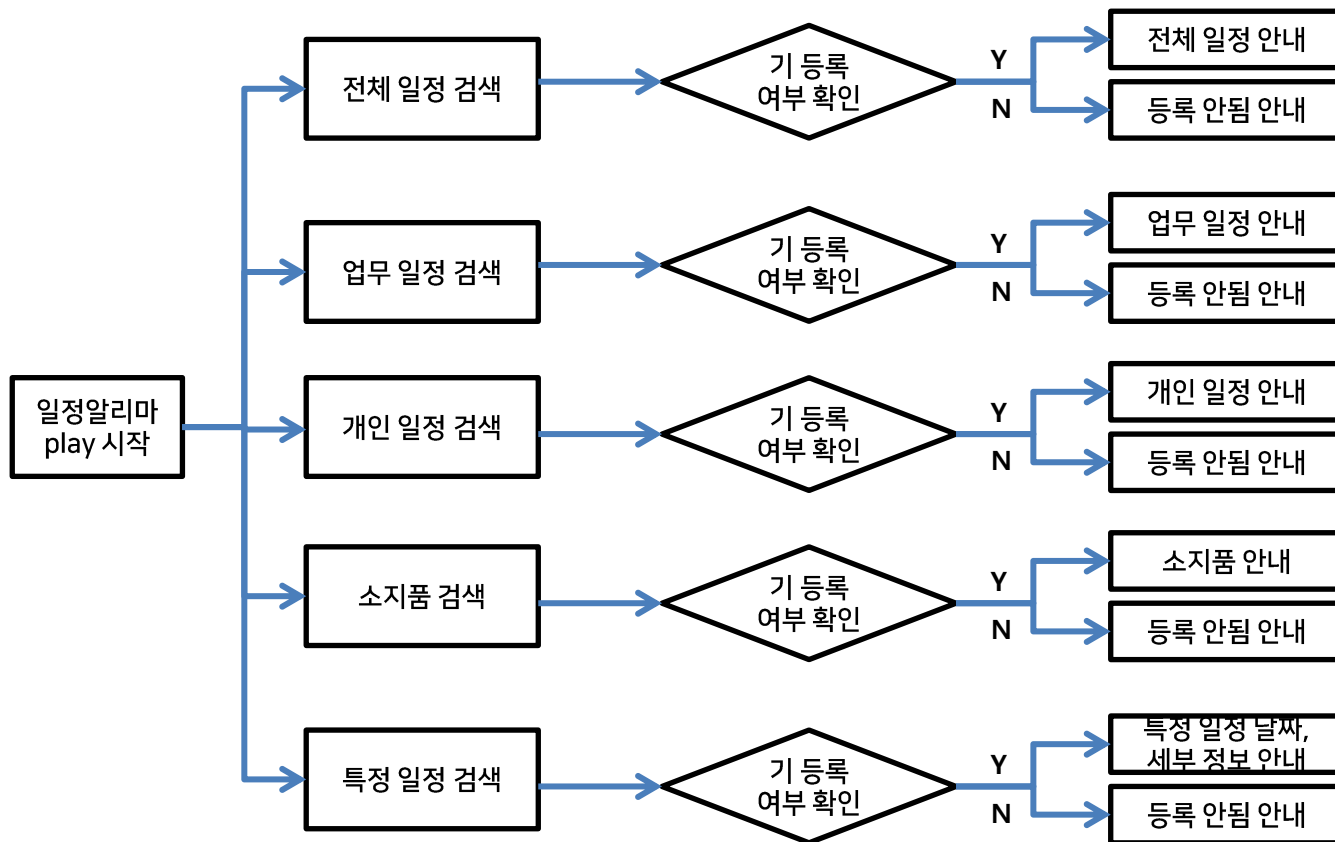 일정알리마
play 시작
전체 일정 검색
기 등록
여부 확인
Y
N
전체 일정 안내
등록 안됨 안내
업무 일정 검색
기 등록
여부 확인
Y
N
업무 일정 안내
등록 안됨 안내
개인 일정 검색
기 등록
여부 확인
Y
N
개인 일정 안내
등록 안됨 안내
소지품 검색
기 등록
여부 확인
Y
N
소지품 안내
등록 안됨 안내
특정 일정 검색
기 등록
여부 확인
Y
N
특정 일정 날짜,
세부 정보 안내
등록 안됨 안내